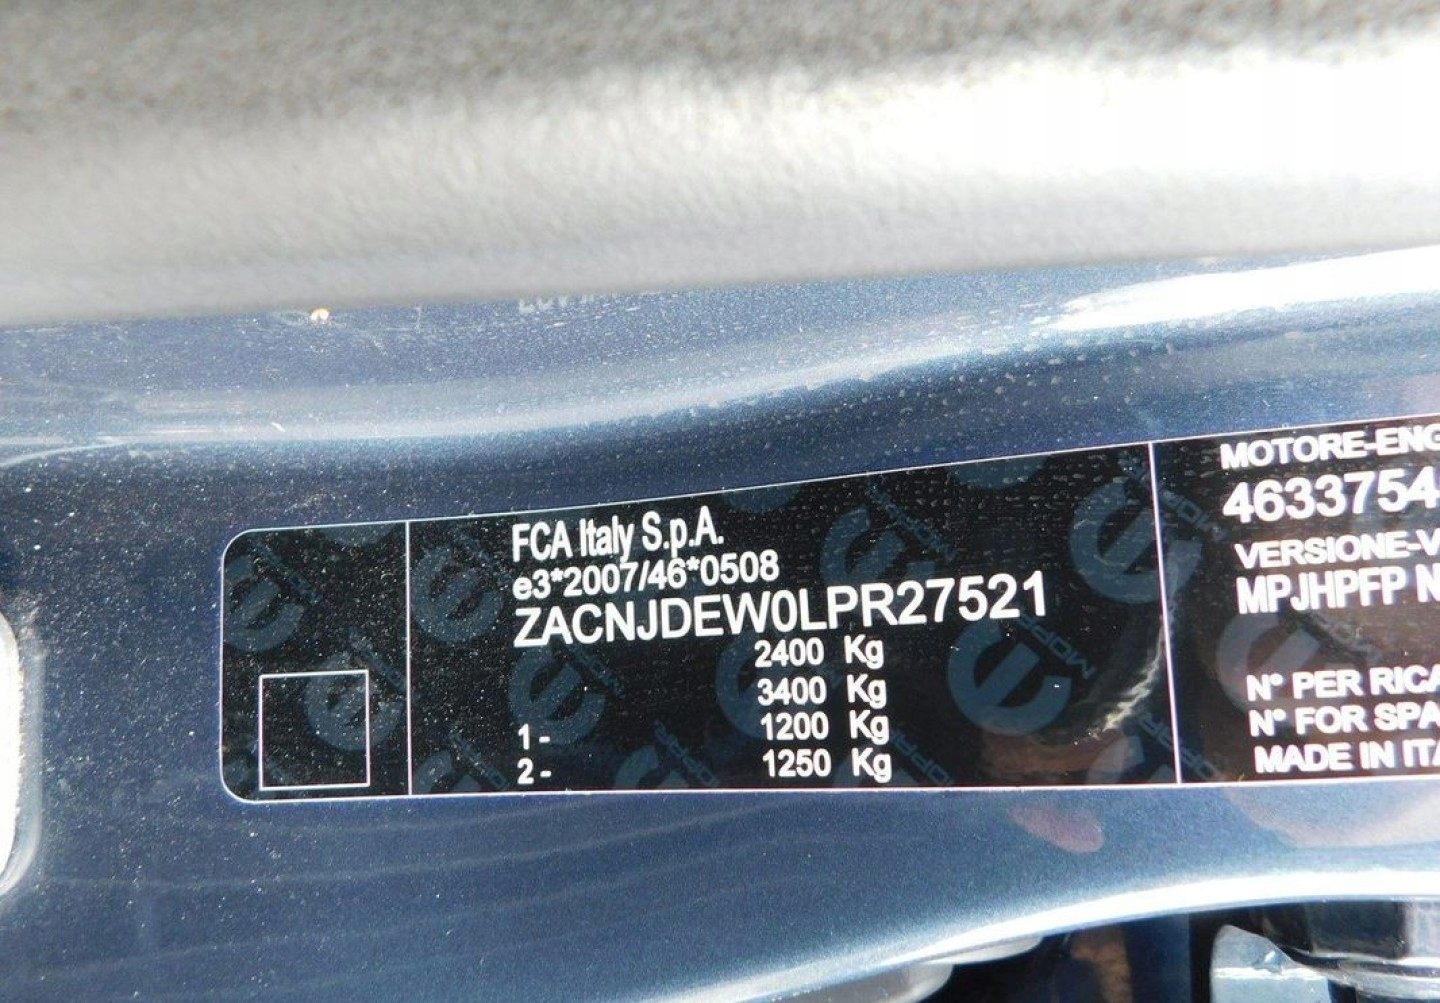 FCA Italy S.p.A.
e3*2007/46*0508
ZACNJDEW0LPR27521
2400 Kg
3400 Kg
1 - 1200 Kg
2 - 1250 Kg
MOTORE-ENG
4633754
VERSIONE-V
MPJHPFP N
N° PER RICA
N° FOR SPA
MADE IN ITA
MOPAR